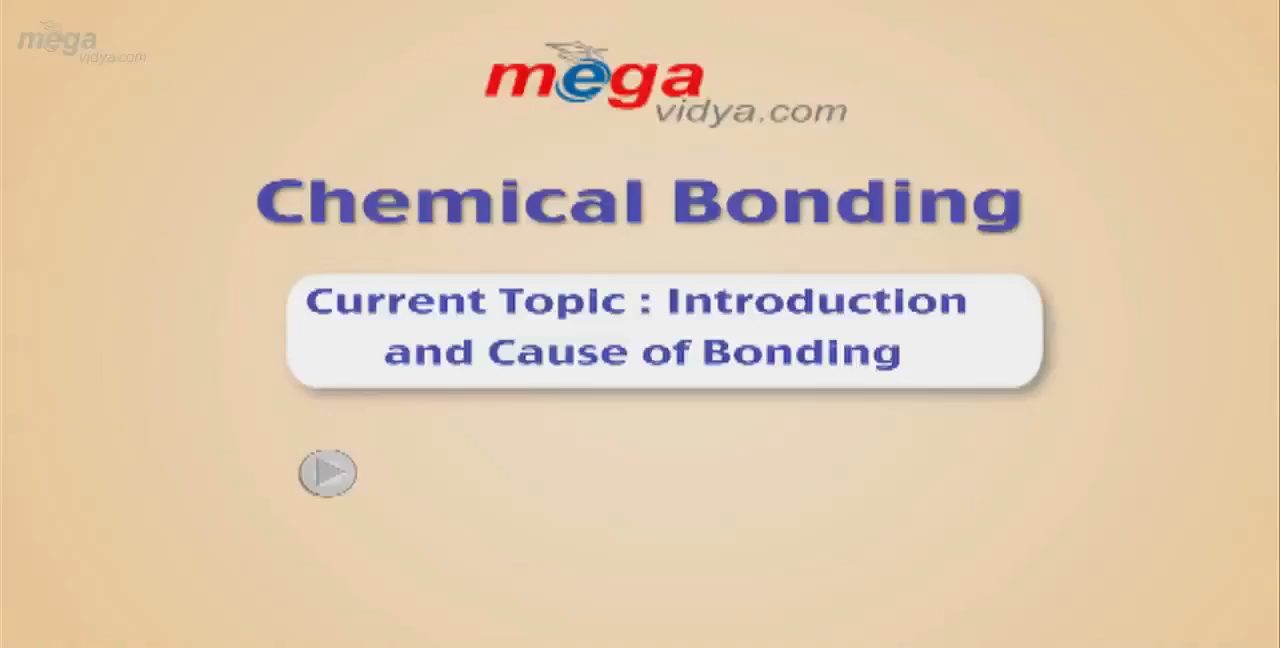 mega
vidya.com
mega
vidya.com
Chemical Bonding
Current Topic : Introduction
and Cause of Bonding